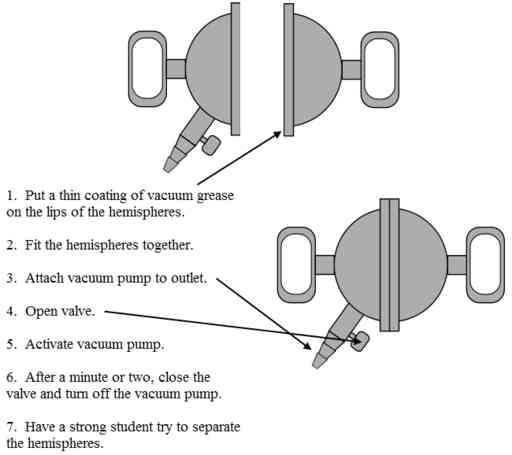 1.  Put a thin coating of vacuum grease
on the lips of the hemispheres.
2.  Fit the hemispheres together.
3.  Attach vacuum pump to outlet.
4.  Open valve.
5.  Activate vacuum pump.
6.  After a minute or two, close the
valve and turn off the vacuum pump.
7.  Have a strong student try to separate
the hemispheres.